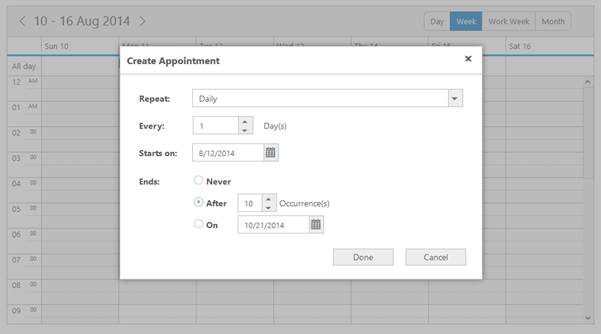 10 - 16 Aug 2014 Day Week Work Week Month
Sun 10 Mon 11 Tue 12 Wed 13 Thu 14 Fri 15 Sat 16
All day
Create Appointment
12 AM
01 AM
02 00
03 00
04 00
05 00
06 00
07 00
08 00
09 00
Repeat: Daily
Every: 1 Day(s)
Starts on: 8/12/2014
Ends: Never
After 10 Occurrence(s)
On 10/21/2014
Done Cancel